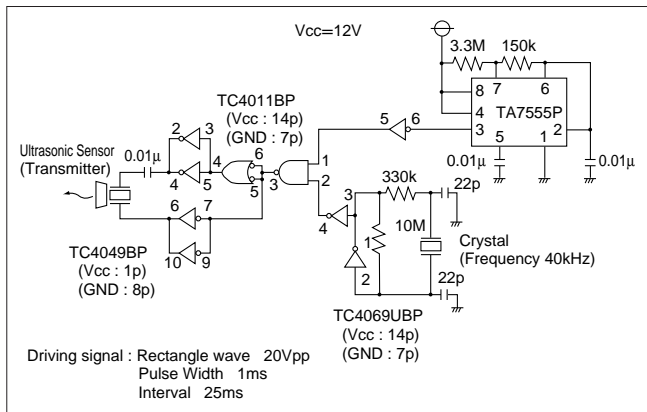 Vcc=12V
3.3M 150k
7 6
8
4
TA7555P
3
2
5 1
0.01μ
0.01μ
TC4011BP
(Vcc : 14p)
(GND : 7p)
5 6
2 3
4 5
4
6
5
3
1
2
Ultrasonic Sensor
(Transmitter)
0.01μ
6 7
10 9
TC4049BP
(Vcc : 1p)
(GND : 8p)
330k
22p
3
4
10M
1
2
Crystal
(Frequency 40kHz)
22p
TC4069UBP
(Vcc : 14p)
(GND : 7p)
Driving signal : Rectangle wave 20Vpp
Pulse Width 1ms
Interval 25ms